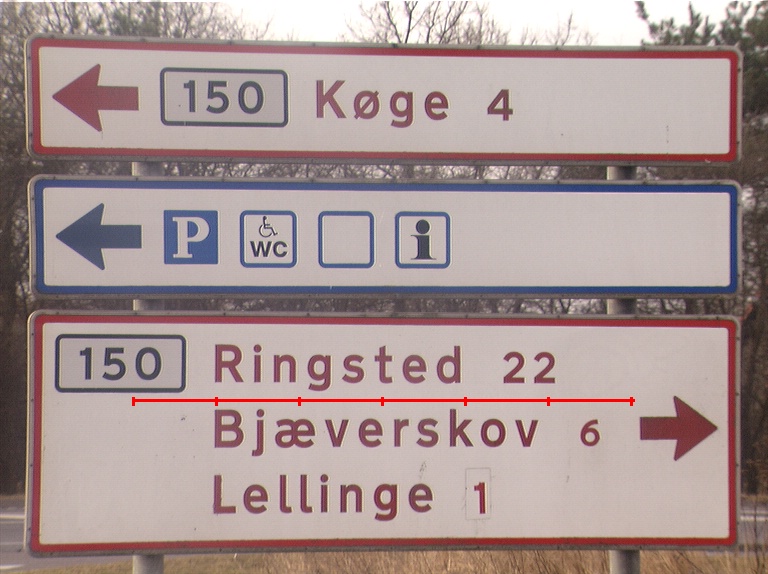 150 Køge 4
P WC i
150 Ringsted 22
Bjæverskov 6
Lellinge 1